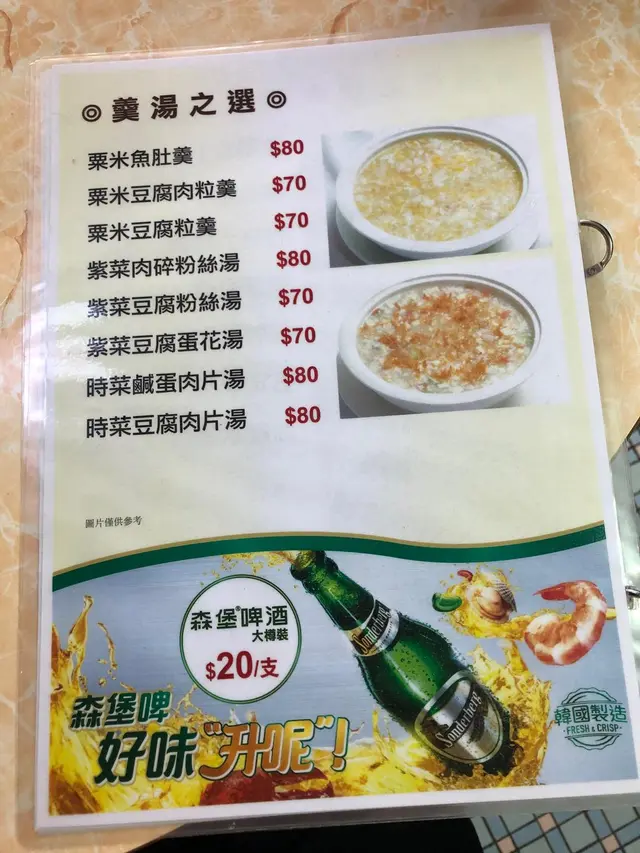 ◎羹湯之選◎
粟米魚肚羹 $80
粟米豆腐肉粒羹 $70
粟米豆腐粒羹 $70
紫菜肉碎粉絲湯 $80
紫菜豆腐粉絲湯 $70
紫菜豆腐蛋花湯 $70
時菜鹹蛋肉片湯 $80
時菜豆腐肉片湯 $80
圖片僅供參考
森堡®啤酒
大樽裝
$20/支
Sonderberg
Sonderberg
森堡啤
好味"升呢"!
韓國製造
FRESH & CRISP